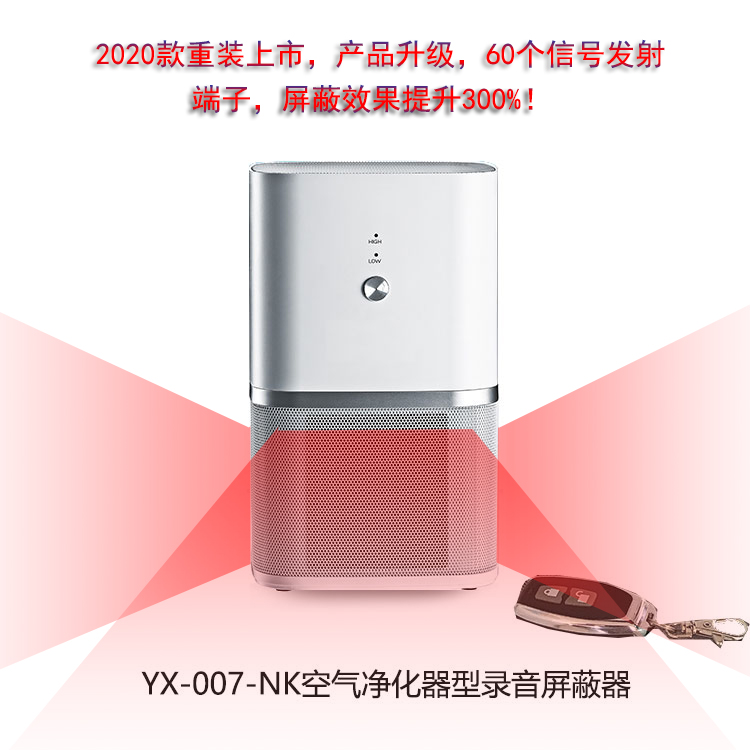 2020款重装上市，产品升级，60个信号发射
端子，屏蔽效果提升300%！
HIGH
LOW
YX-007-NK空气净化器型录音屏蔽器